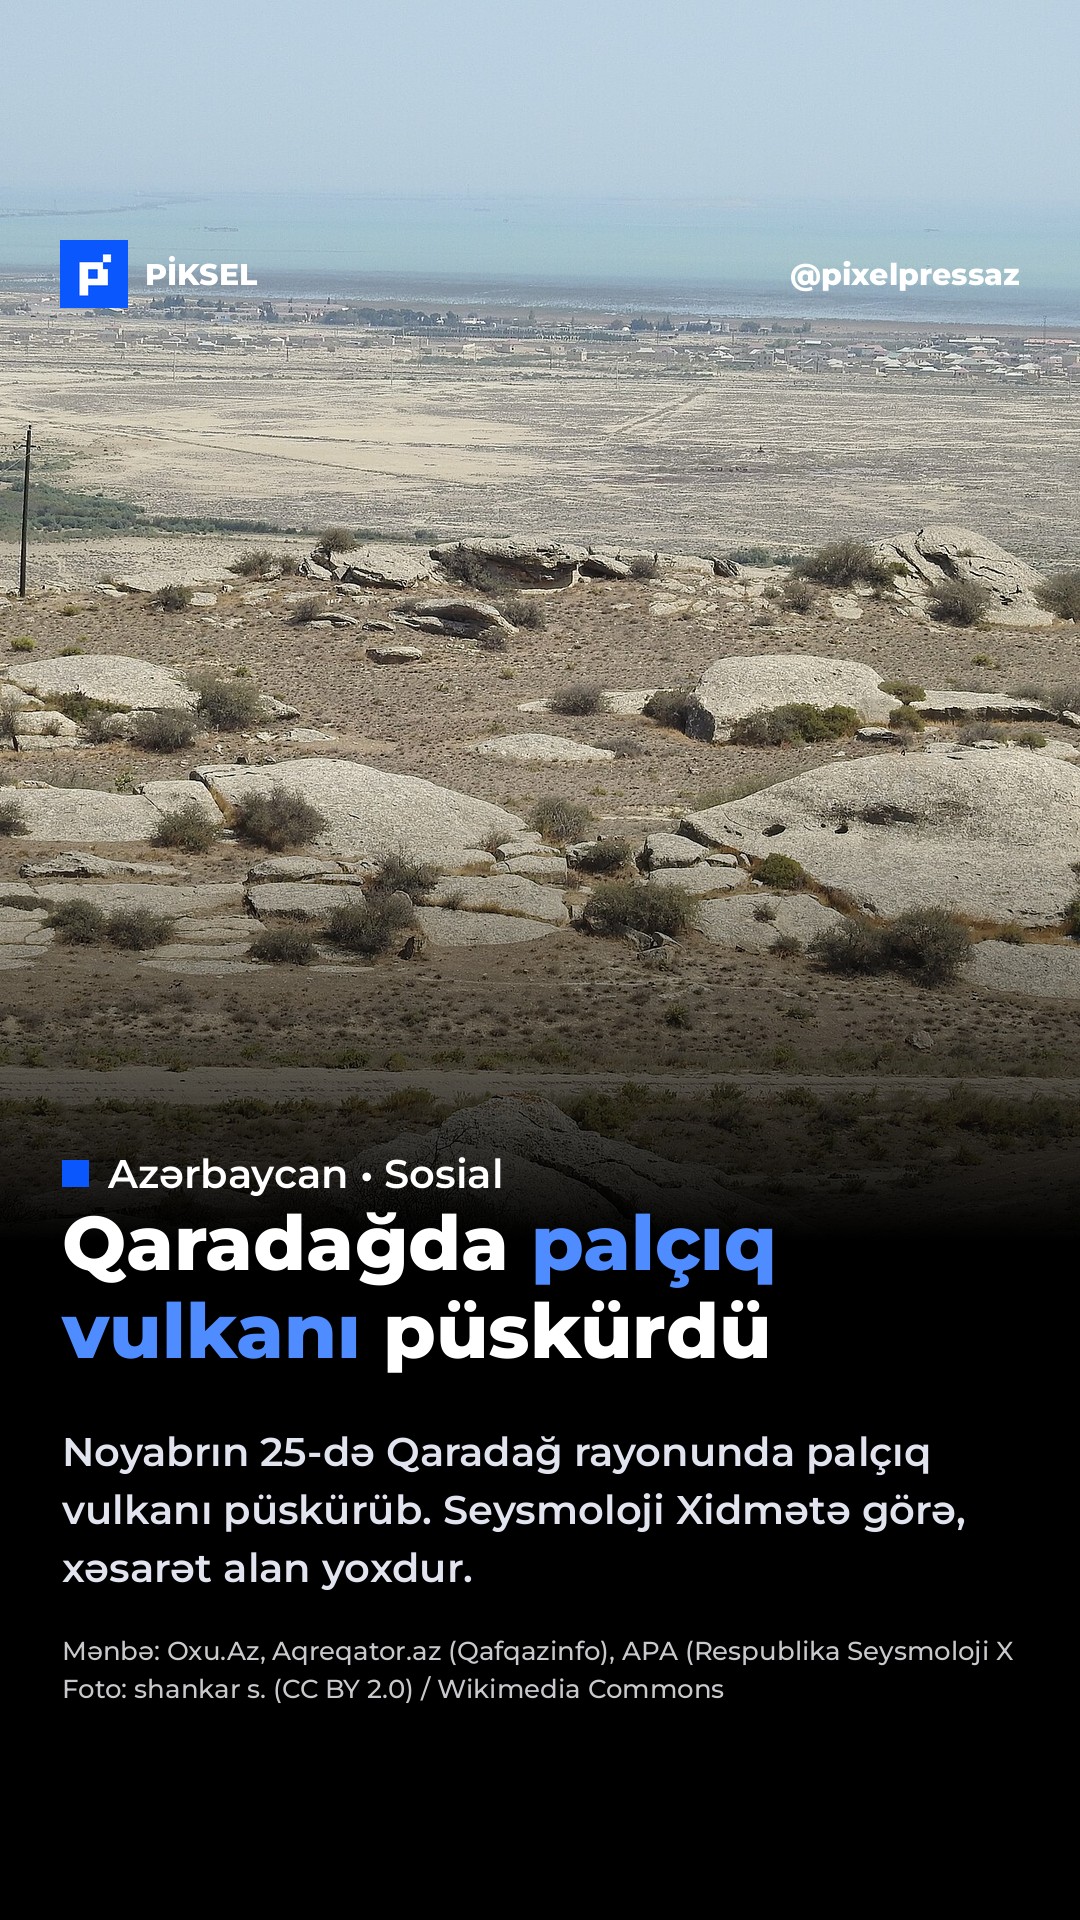 PİKSEL
@pixelpressaz
Azərbaycan • Sosial
Qaradağda palçıq
vulkanı püskürdü
Noyabrın 25-də Qaradağ rayonunda palçıq
vulkanı püskürüb. Seysmoloji Xidmətə görə,
xəsarət alan yoxdur.
Mənbə: Oxu.Az, Aqreqator.az (Qafqazinfo), APA (Respublika Seysmoloji X
Foto: shankar s. (CC BY 2.0) / Wikimedia Commons